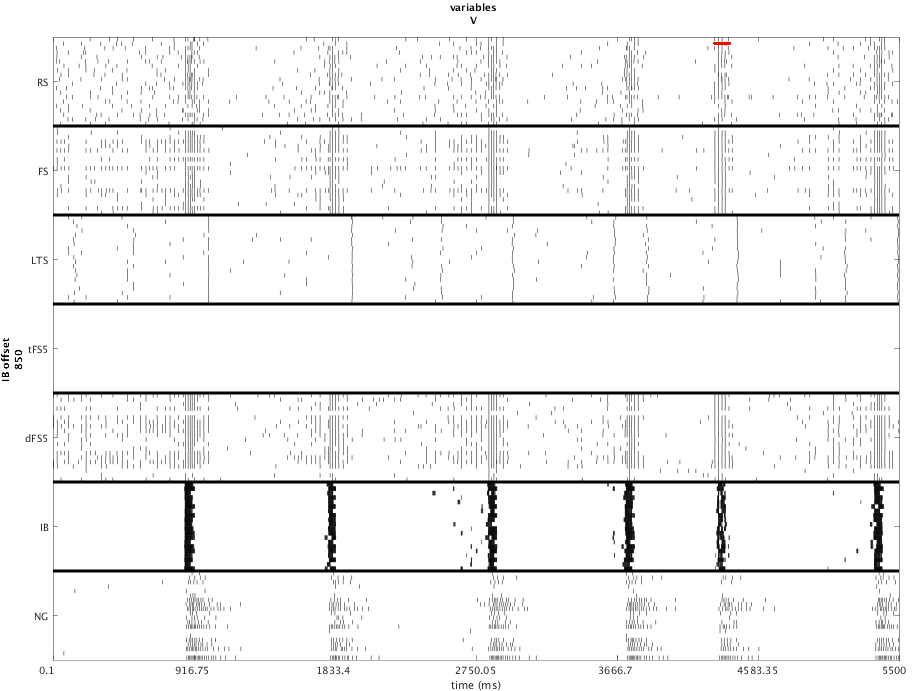 variables
V
RS
FS
LTS
tFS5
dFS5
IB
NG
IB offset
850
0.1 916.75 1833.4 2750.05 3666.7 4583.35 5500
time (ms)